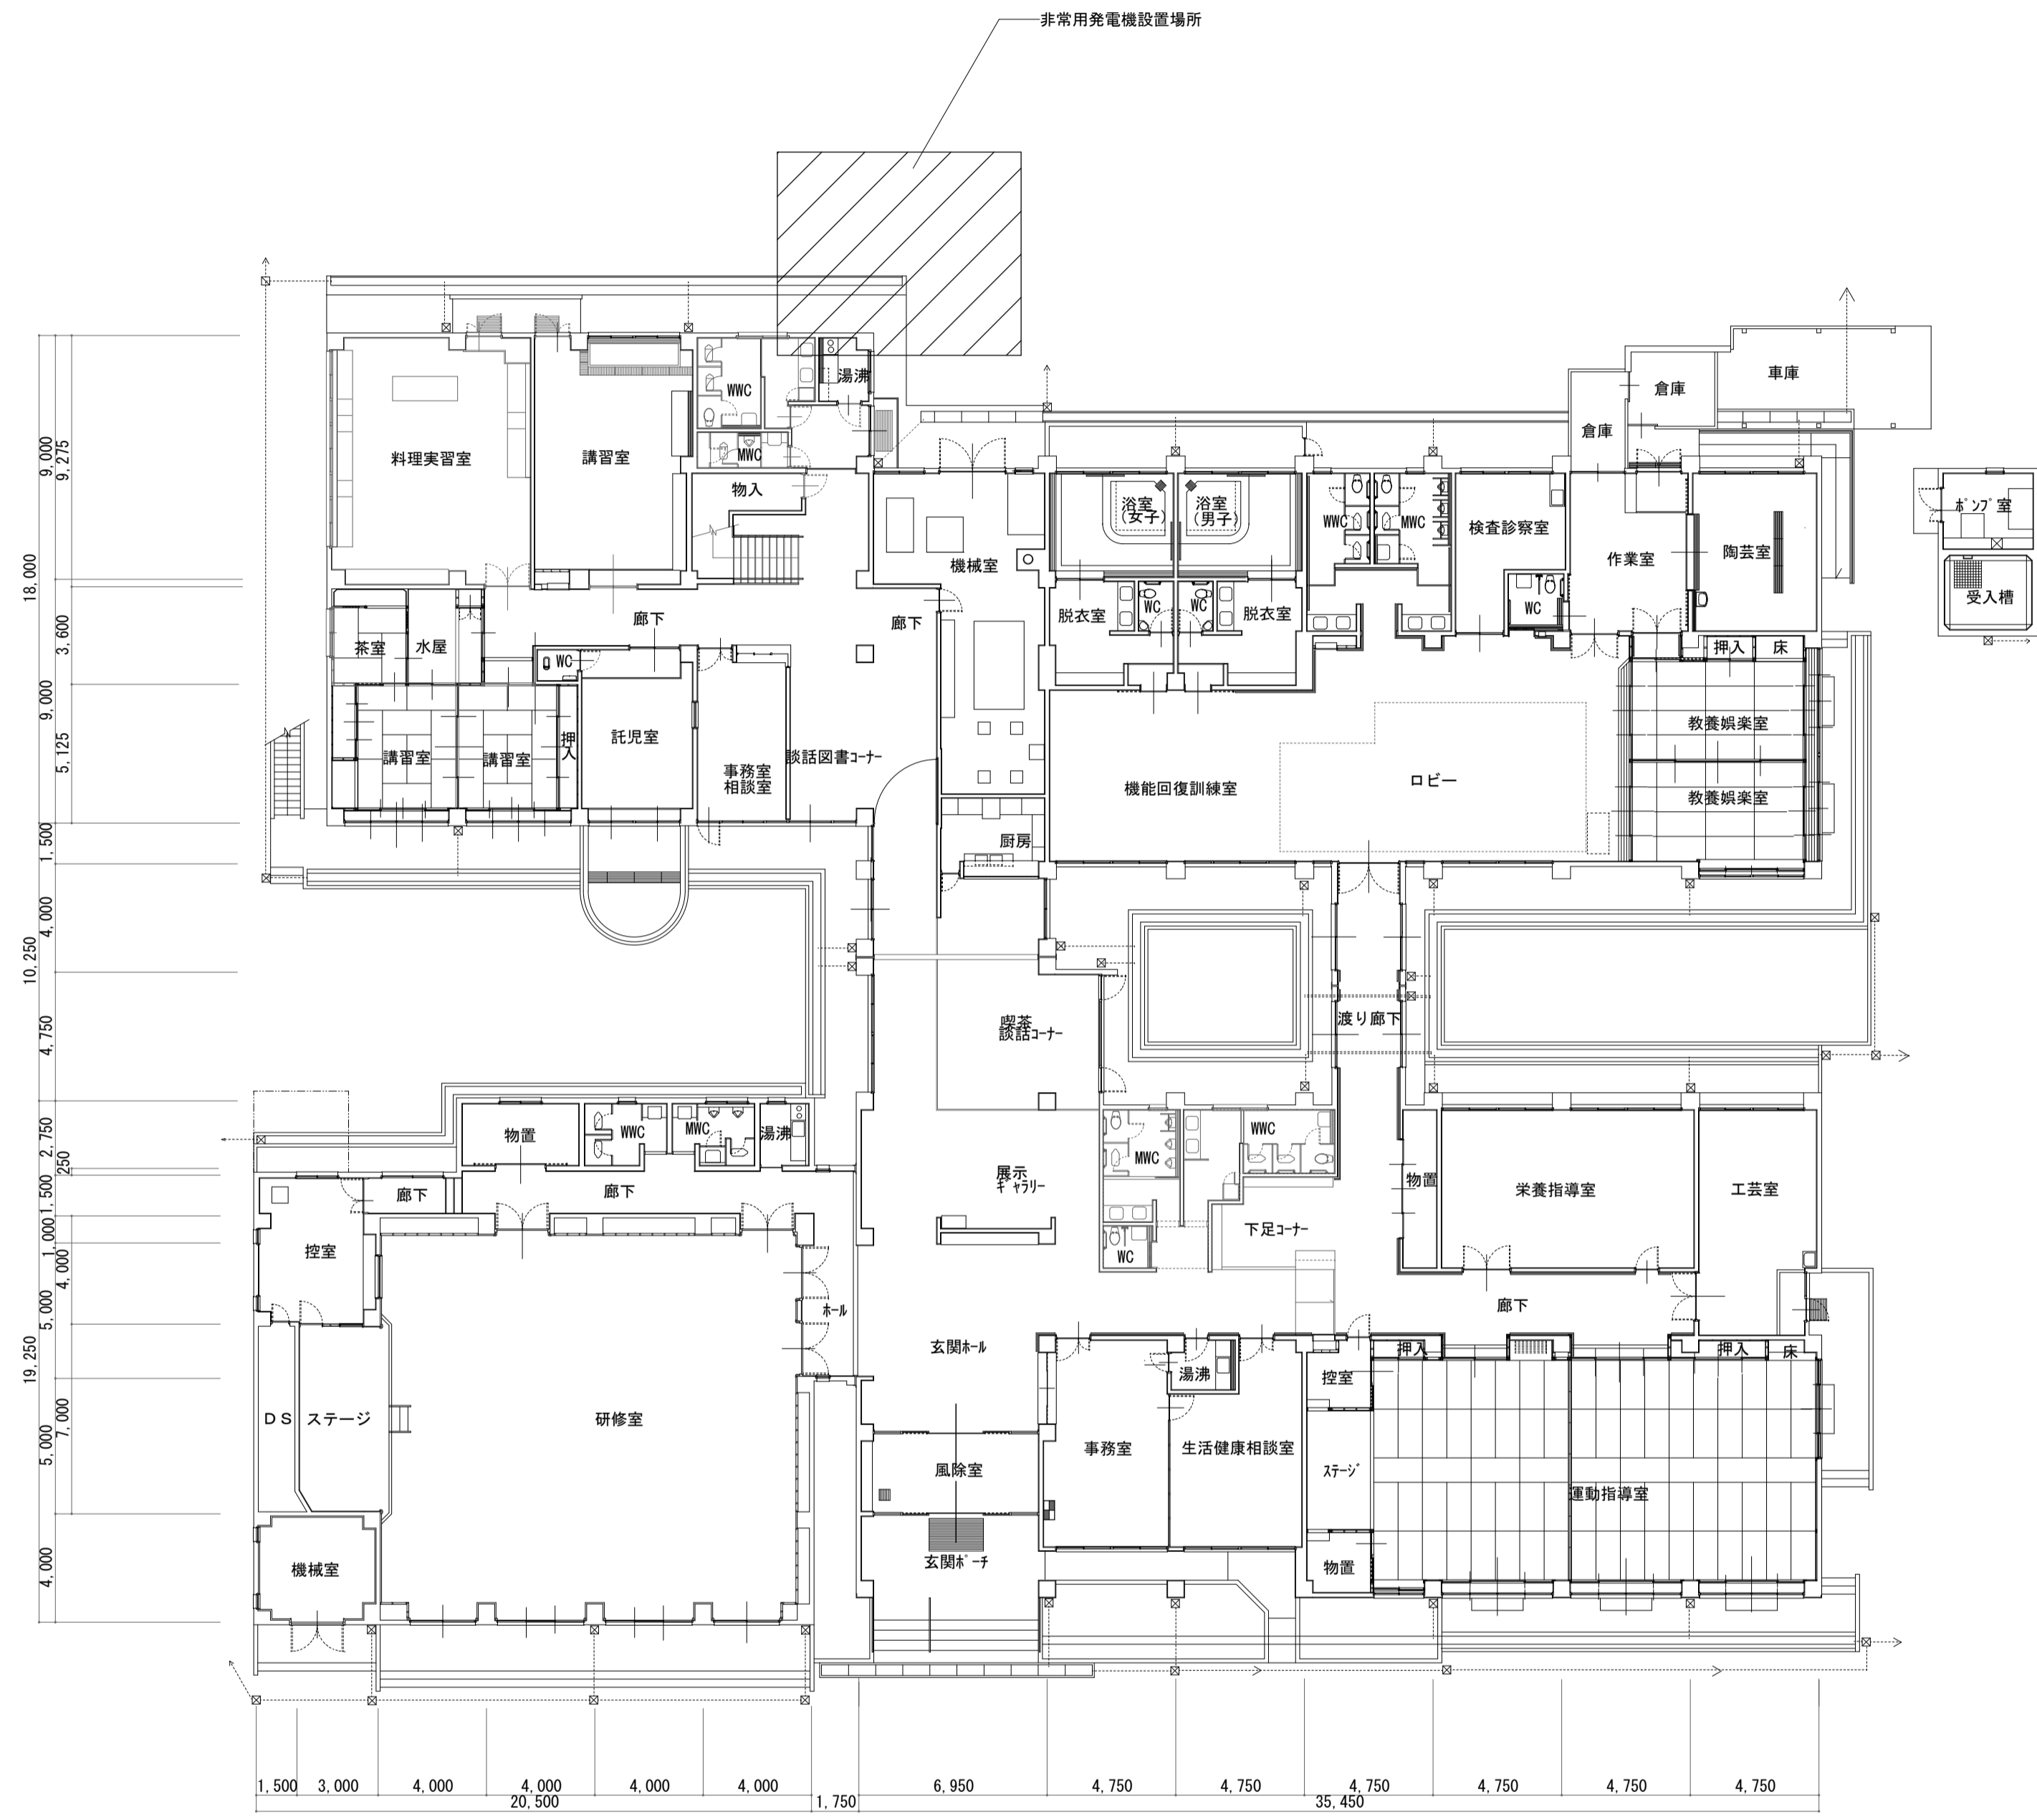 非常用発電機設置場所
車庫
倉庫
倉庫
湯沸
WWC
MWC
料理実習室
講習室
物入
浴室
(女子)
浴室
(男子)
WWC
MWC
検査診察室
作業室
陶芸室
ﾎﾟﾝﾌﾟ室
受入槽
機械室
脱衣室
WC
WC
脱衣室
WC
廊下
廊下
茶室
水屋
WC
押入
床
講習室
講習室
押入
託児室
事務室
相談室
談話図書ｺｰﾅｰ
機能回復訓練室
ロビー
教養娯楽室
教養娯楽室
厨房
喫茶
談話ｺｰﾅｰ
渡り廊下
物置
WWC
MWC
湯沸
WWC
MWC
廊下
廊下
展示
ｷﾞｬﾗﾘｰ
物置
栄養指導室
工芸室
下足ｺｰﾅｰ
WC
控室
ﾎｰﾙ
廊下
玄関ﾎｰﾙ
湯沸
控室
押入
押入
床
ＤＳ
ステージ
研修室
風除室
事務室
生活健康相談室
ｽﾃｰｼﾞ
運動指導室
機械室
玄関ﾎﾟｰﾁ
物置
9,000
9,275
18,000
3,600
9,000
5,125
1,500
4,000
10,250
4,750
2,750
250
1,500
1,000
4,000
5,000
19,250
7,000
5,000
4,000
1,500
3,000
4,000
4,000
4,000
4,000
6,950
4,750
4,750
4,750
4,750
4,750
4,750
20,500
1,750
35,450